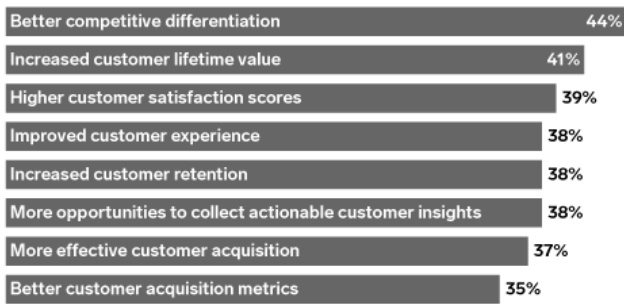 Better competitive differentiation 44%
Increased customer lifetime value 41%
Higher customer satisfaction scores 39%
Improved customer experience 38%
Increased customer retention 38%
More opportunities to collect actionable customer insights 38%
More effective customer acquisition 37%
Better customer acquisition metrics 35%